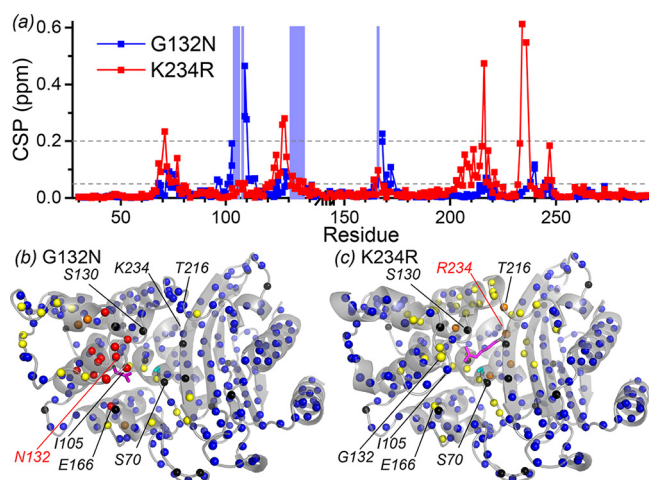 (a)
0.6
0.4
0.2
0.0
CSP (ppm)
G132N
K234R
50
100
150
200
250
Residue
(b) G132N
S130
K234
T216
N132
I105
E166
S70
(c) K234R
S130
R234
T216
G132
I105
E166
S70